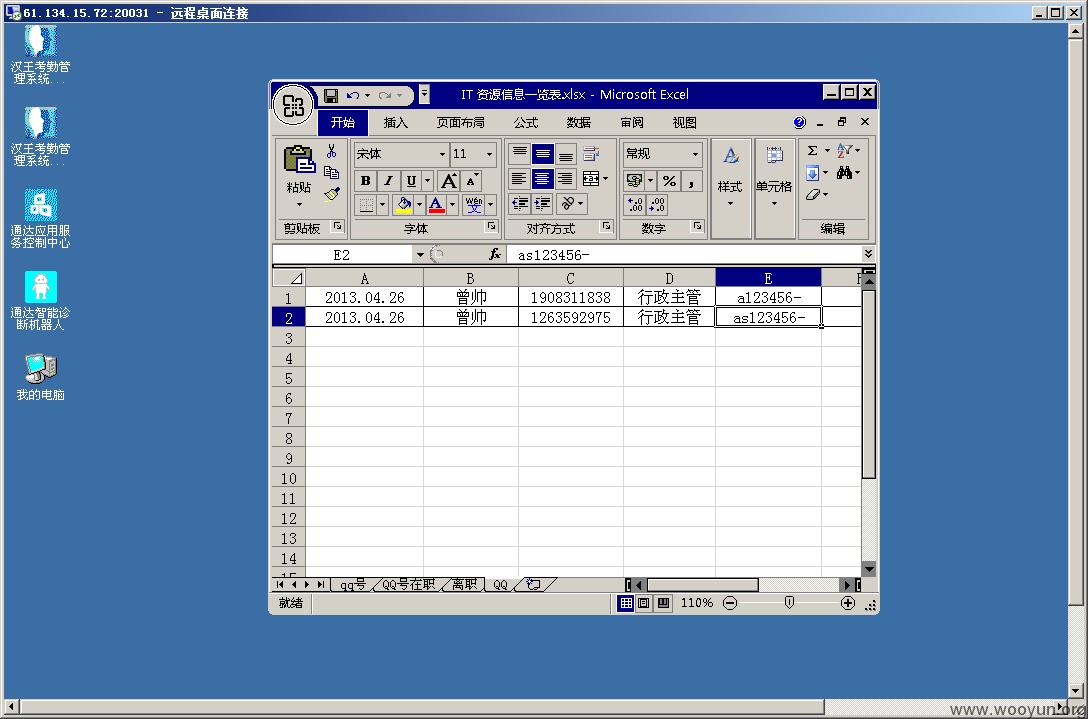 61.134.15.72:20031 - 远程桌面连接
汉王考勤管
理系统...
汉王考勤管
理系统...
通达应用服
务控制中心
通达智能诊
断机器人
我的电脑
IT 资源信息一览表.xlsx - Microsoft Excel
开始 插入 页面布局 公式 数据 审阅 视图
宋体 11 常规
粘贴 B I U A A % , 样式 单元格 Σ
A wén 文
剪贴板 字体 对齐方式 数字 编辑
E2 fx as123456-
A B C D E F
1 2013.04.26 曾帅 1908311838 行政主管 a123456-
2 2013.04.26 曾帅 1263592975 行政主管 as123456-
3
4
5
6
7
8
9
10
11
12
13
14
15
qq号 QQ号在职 离职 QQ
就绪 110%
www.wooyun.org